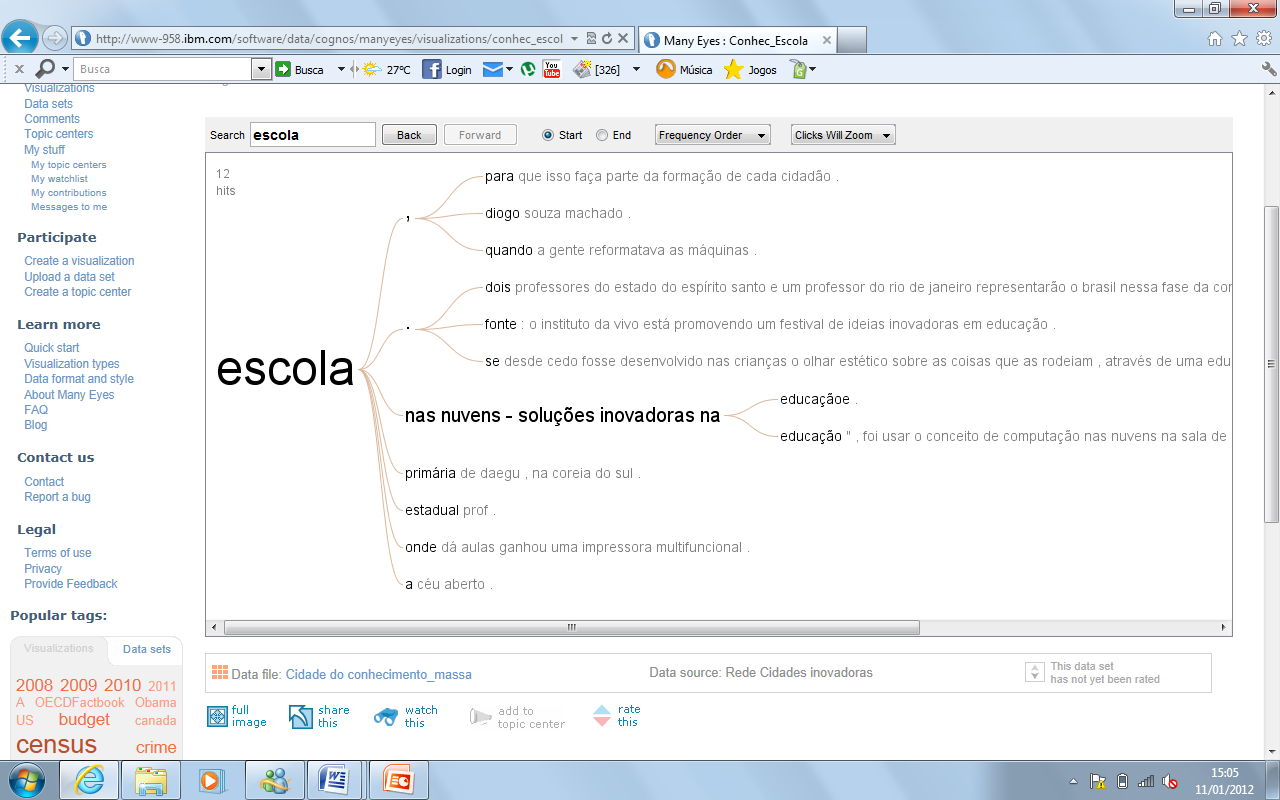 http://www-958.ibm.com/software/data/cognos/manyeyes/visualizations/conhec_escol
Many Eyes : Conhec_Escola
Busca
Busca
27°C
Login
You Tube
[326]
Música
Jogos
Visualizations
Data sets
Comments
Topic centers
My stuff
My topic centers
My watchlist
My contributions
Messages to me
Participate
Create a visualization
Upload a data set
Create a topic center
Learn more
Quick start
Visualization types
Data format and style
About Many Eyes
FAQ
Blog
Contact us
Contact
Report a bug
Legal
Terms of use
Privacy
Provide Feedback
Popular tags:
Visualizations
Data sets
2008 2009 2010 2011
A OECDFactbook Obama
US budget canada
census crime
Search
escola
Back
Forward
Start
End
Frequency Order
Clicks Will Zoom
12
hits
escola
,
para que isso faça parte da formação de cada cidadão .
diogo souza machado .
quando a gente reformatava as máquinas .
.
dois professores do estado do espírito santo e um professor do rio de janeiro representarão o brasil nessa fase da cor
fonte : o instituto da vivo está promovendo um festival de ideias inovadoras em educação .
se desde cedo fosse desenvolvido nas crianças o olhar estético sobre as coisas que as rodeiam , através de uma edu
nas nuvens - soluções inovadoras na
educaçãoe .
educação " , foi usar o conceito de computação nas nuvens na sala de
primária de daegu , na coreia do sul .
estadual prof .
onde dá aulas ganhou uma impressora multifuncional .
a céu aberto .
Data file: Cidade do conhecimento_massa
Data source: Rede Cidades inovadoras
This data set
has not yet been rated
full
image
share
this
watch
this
add to
topic center
rate
this
15:05
11/01/2012